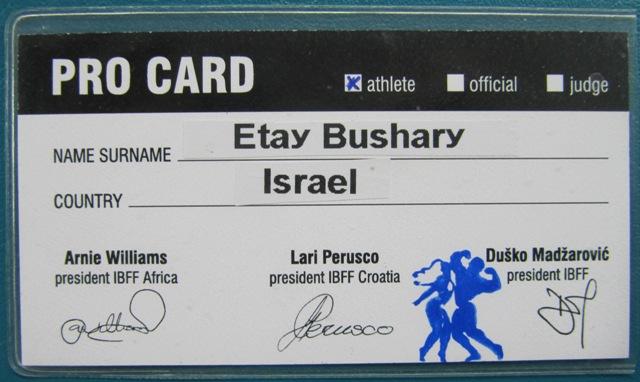 PRO CARD athlete official judge
NAME SURNAME Etay Bushary
COUNTRY Israel
Arnie Williams Lari Perusco Duško Madžarović
president IBFF Africa president IBFF Croatia president IBFF
Perusco